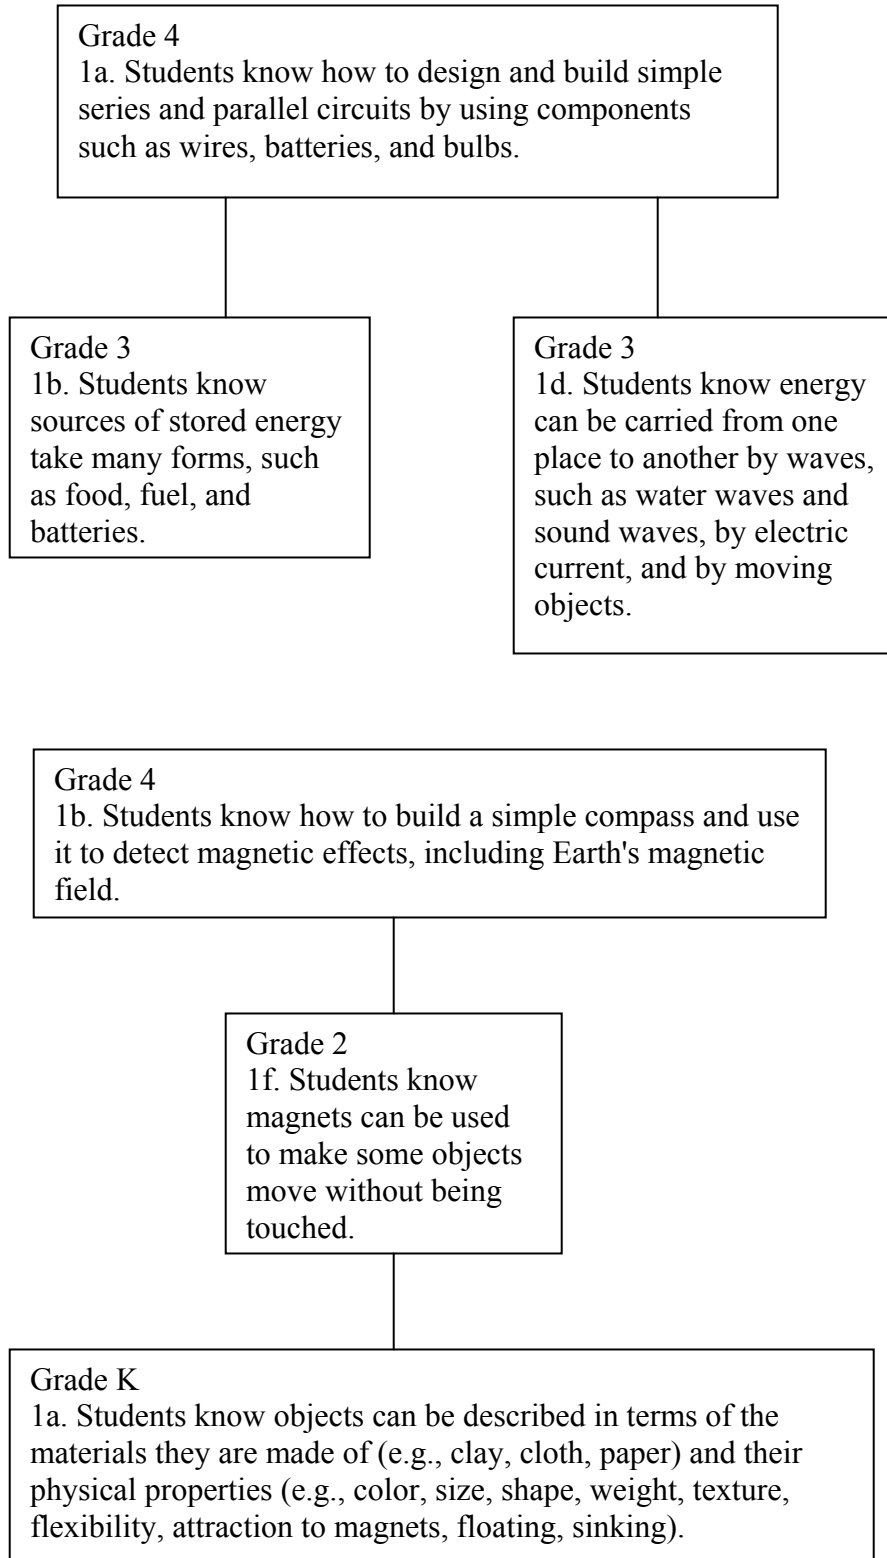 Grade 4
1a. Students know how to design and build simple
series and parallel circuits by using components
such as wires, batteries, and bulbs.
Grade 3
1b. Students know
sources of stored energy
take many forms, such
as food, fuel, and
batteries.
Grade 3
1d. Students know energy
can be carried from one
place to another by waves,
such as water waves and
sound waves, by electric
current, and by moving
objects.
Grade 4
1b. Students know how to build a simple compass and use
it to detect magnetic effects, including Earth's magnetic
field.
Grade 2
1f. Students know
magnets can be used
to make some objects
move without being
touched.
Grade K
1a. Students know objects can be described in terms of the
materials they are made of (e.g., clay, cloth, paper) and their
physical properties (e.g., color, size, shape, weight, texture,
flexibility, attraction to magnets, floating, sinking).